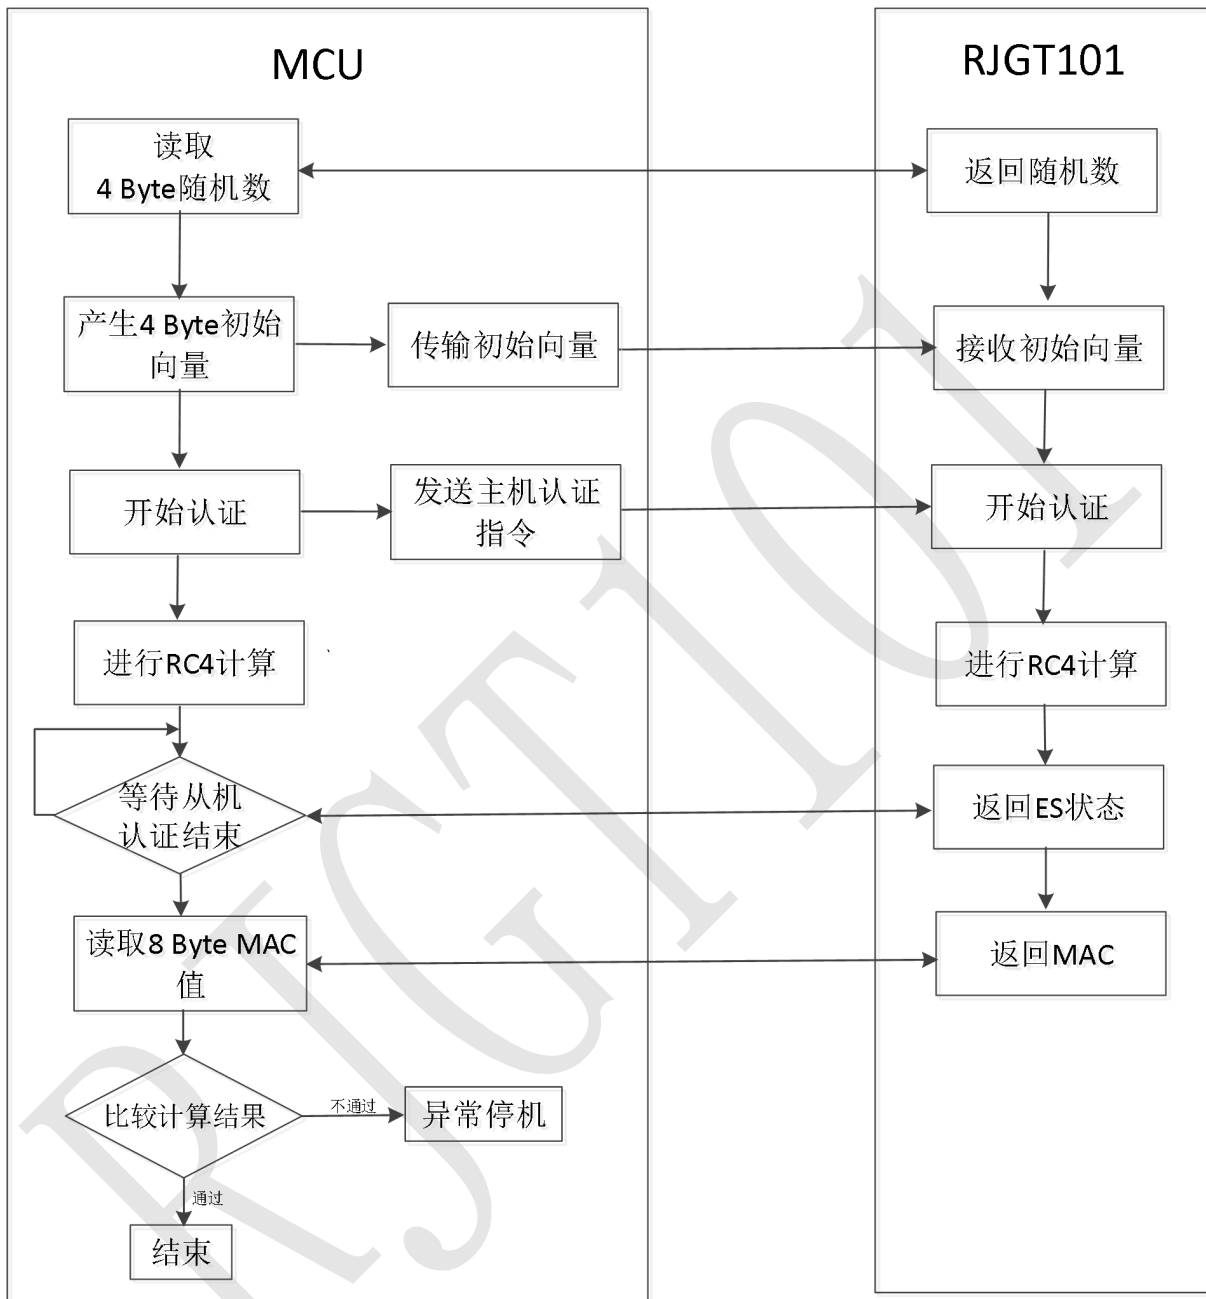 MCU
RJGT101
读取
4 Byte随机数
返回随机数
产生4 Byte初始
向量
传输初始向量
接收初始向量
开始认证
发送主机认证
指令
开始认证
进行RC4计算
、
进行RC4计算
等待从机
认证结束
返回ES状态
读取8 Byte MAC
值
返回MAC
比较计算结果
不通过
异常停机
通过
结束
RJGT101